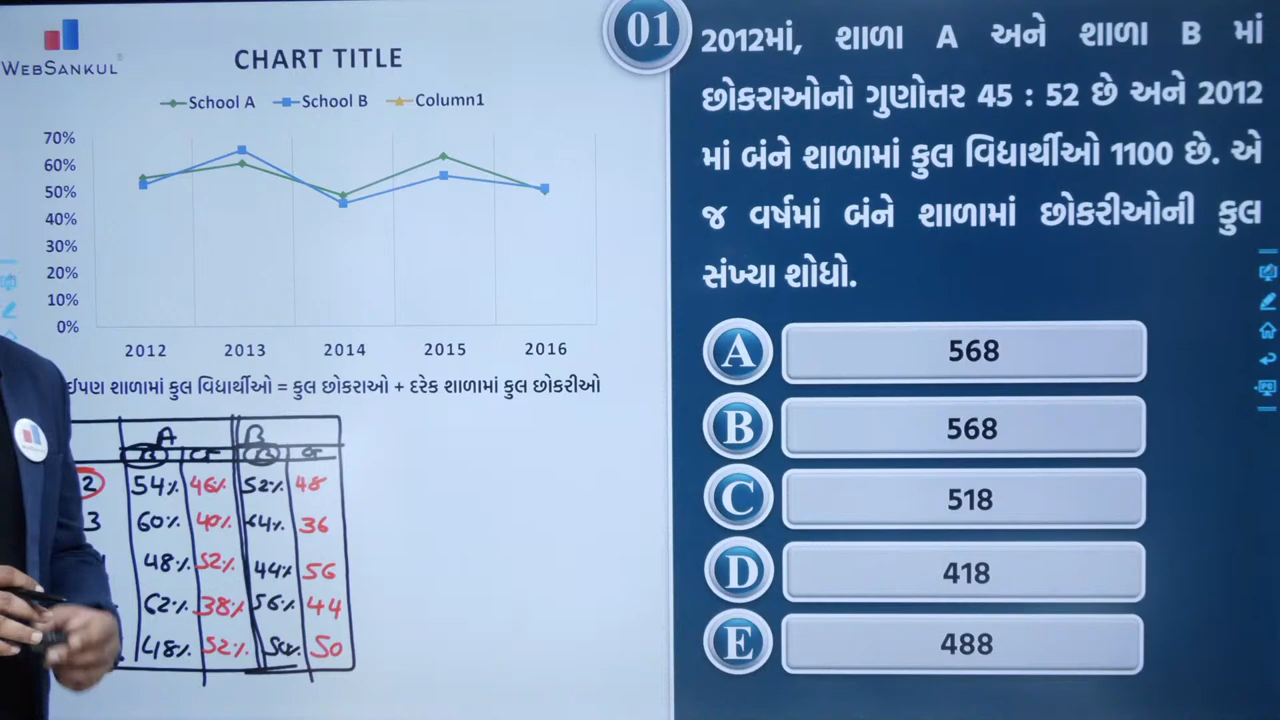 WEBSANKUL
CHART TITLE
School A School B Column1
70%
60%
50%
40%
30%
20%
10%
0%
2012 2013 2014 2015 2016
ઈપણ શાળામાં કુલ વિદ્યાર્થીઓ = કુલ છોકરાઓ + દરેક શાળામાં કુલ છોકરીઓ
A B
B G B G
2 54% 46% 52% 48
3 60% 40% 64% 36
48% 52% 44% 56
62% 38% 56% 44
48% 52% 50% 50
01
2012માં, શાળા A અને શાળા B માં
છોકરાઓનો ગુણોત્તર 45 : 52 છે અને 2012
માં બંને શાળામાં કુલ વિદ્યાર્થીઓ 1100 છે. એ
જ વર્ષમાં બંને શાળામાં છોકરીઓની કુલ
સંખ્યા શોધો.
A 568
B 568
C 518
D 418
E 488